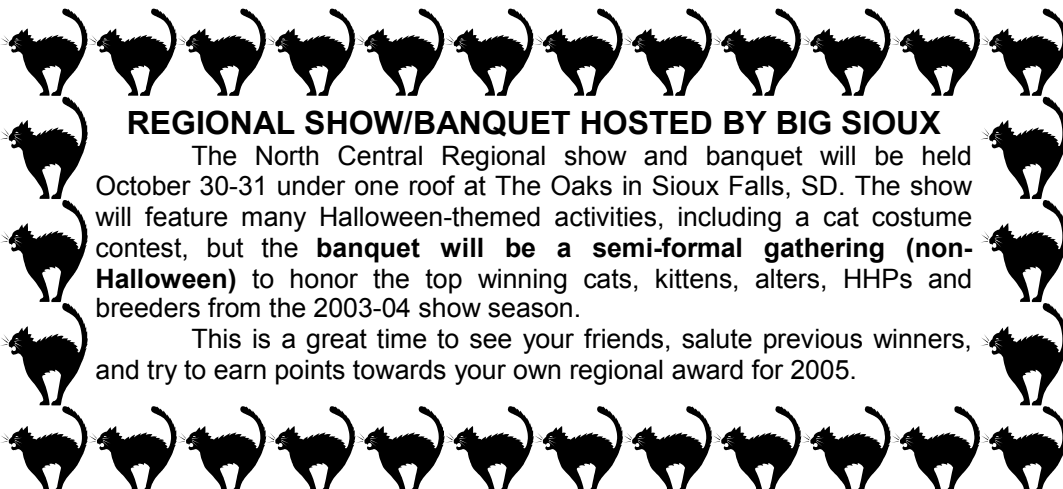 REGIONAL SHOW/BANQUET HOSTED BY BIG SIOUX
The North Central Regional show and banquet will be held
October 30-31 under one roof at The Oaks in Sioux Falls, SD. The show
will feature many Halloween-themed activities, including a cat costume
contest, but the banquet will be a semi-formal gathering (non-
Halloween) to honor the top winning cats, kittens, alters, HHPs and
breeders from the 2003-04 show season.
This is a great time to see your friends, salute previous winners,
and try to earn points towards your own regional award for 2005.